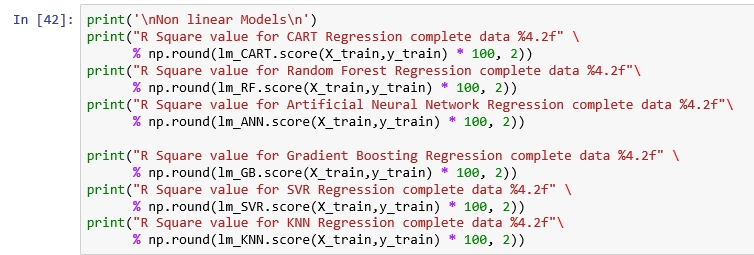 In [42]: print('\nNon linear Models\n')
print("R Square value for CART Regression complete data %4.2f" \
% np.round(lm_CART.score(X_train,y_train) * 100, 2))
print("R Square value for Random Forest Regression complete data %4.2f"\
% np.round(lm_RF.score(X_train,y_train) * 100, 2))
print("R Square value for Artificial Neural Network Regression complete data %4.2f"\
% np.round(lm_ANN.score(X_train,y_train) * 100, 2))
print("R Square value for Gradient Boosting Regression complete data %4.2f" \
% np.round(lm_GB.score(X_train,y_train) * 100, 2))
print("R Square value for SVR Regression complete data %4.2f" \
% np.round(lm_SVR.score(X_train,y_train) * 100, 2))
print("R Square value for KNN Regression complete data %4.2f"\
% np.round(lm_KNN.score(X_train,y_train) * 100, 2))